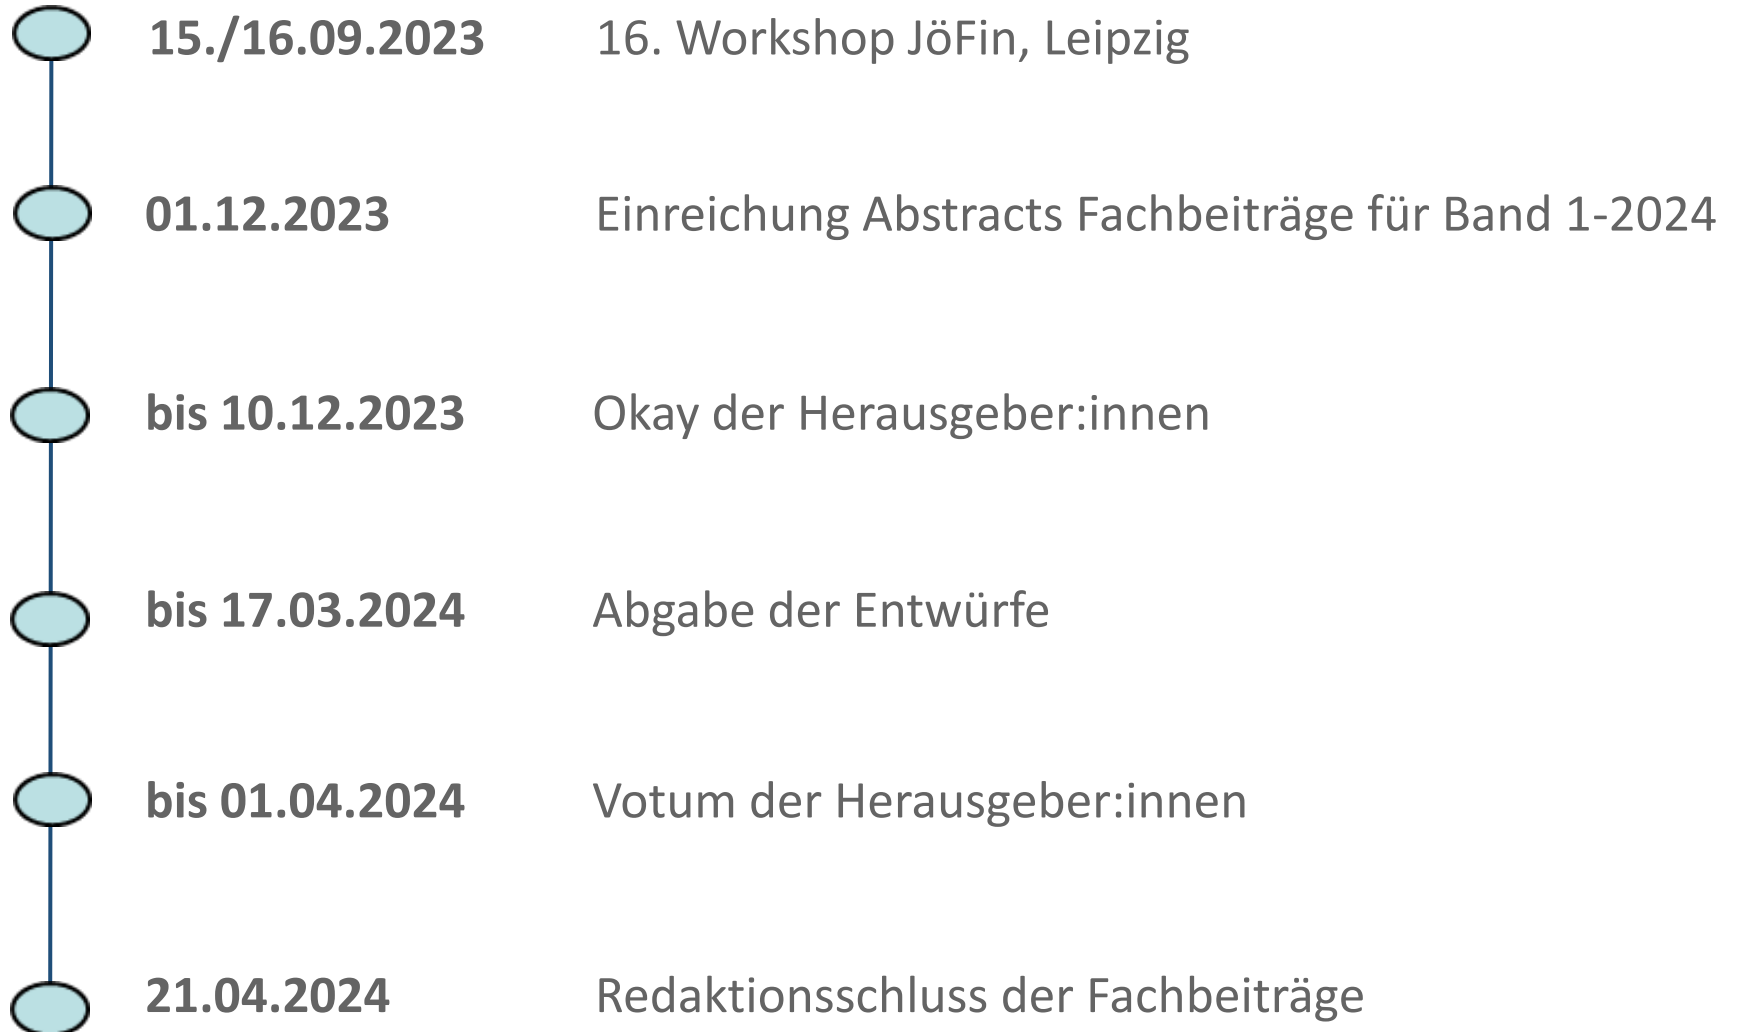 15./16.09.2023 16. Workshop JöFin, Leipzig
01.12.2023 Einreichung Abstracts Fachbeiträge für Band 1-2024
bis 10.12.2023 Okay der Herausgeber:innen
bis 17.03.2024 Abgabe der Entwürfe
bis 01.04.2024 Votum der Herausgeber:innen
21.04.2024 Redaktionsschluss der Fachbeiträge